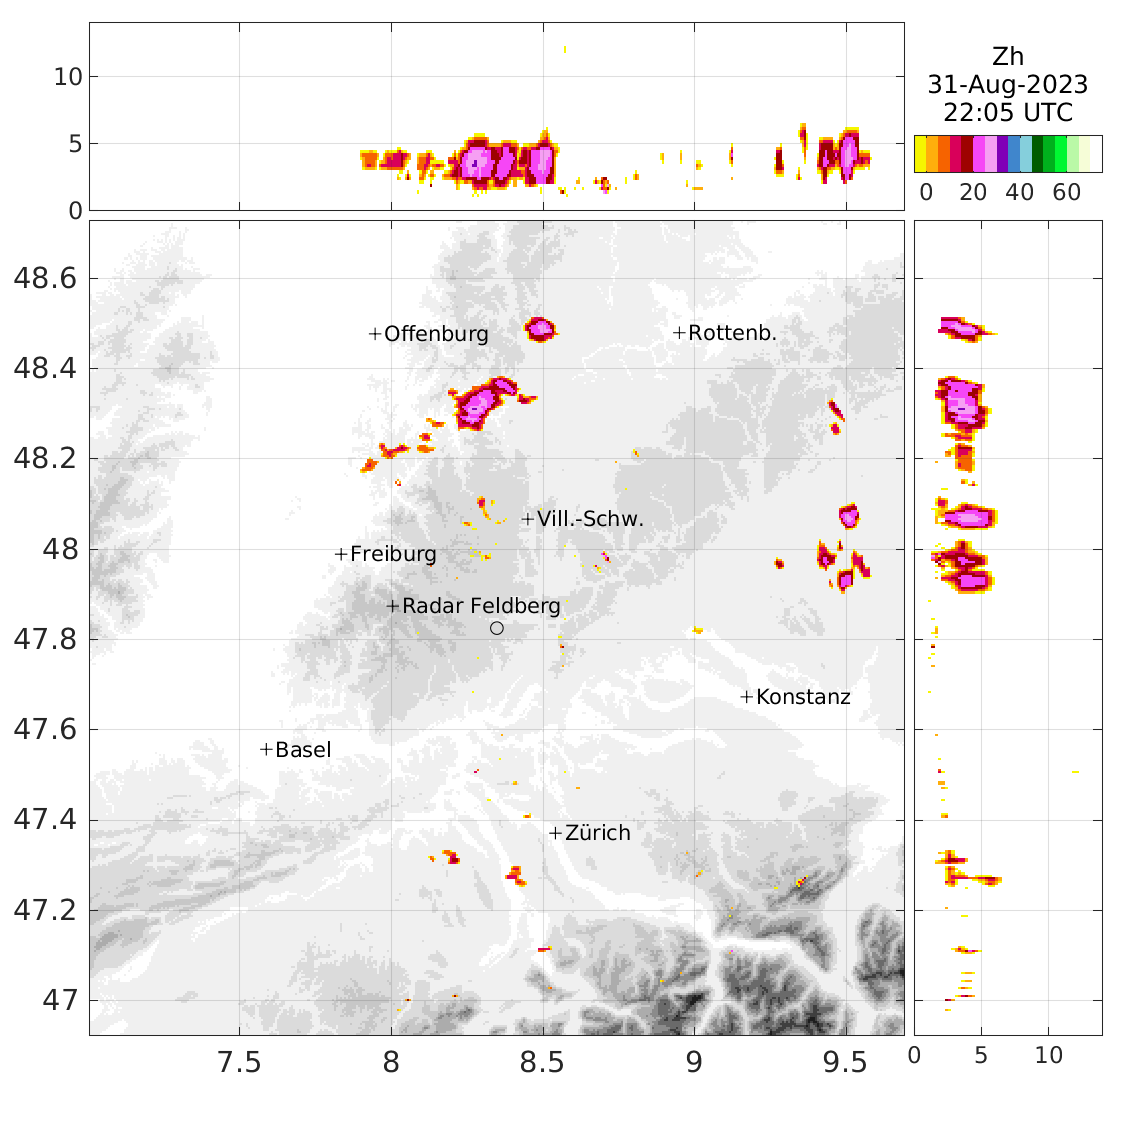 Zh
31-Aug-2023
22:05 UTC
10
5
0
0 20 40 60
48.6
48.4
48.2
48
47.8
47.6
47.4
47.2
47
+Offenburg
+Rottenb.
+Vill.-Schw.
+Freiburg
+Radar Feldberg
+Konstanz
+Basel
+Zürich
7.5 8 8.5 9 9.5
0 5 10